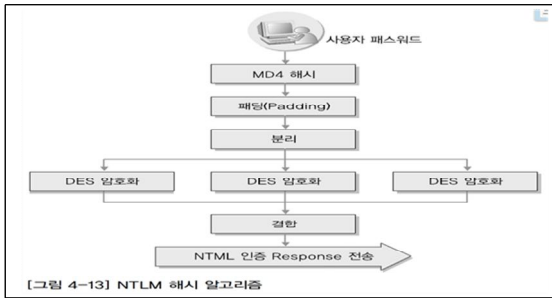 사용자 패스워드
MD4 해시
패딩(Padding)
분리
DES 암호화 DES 암호화 DES 암호화
결합
NTML 인증 Response 전송
[그림 4-13] NTLM 해시 알고리즘